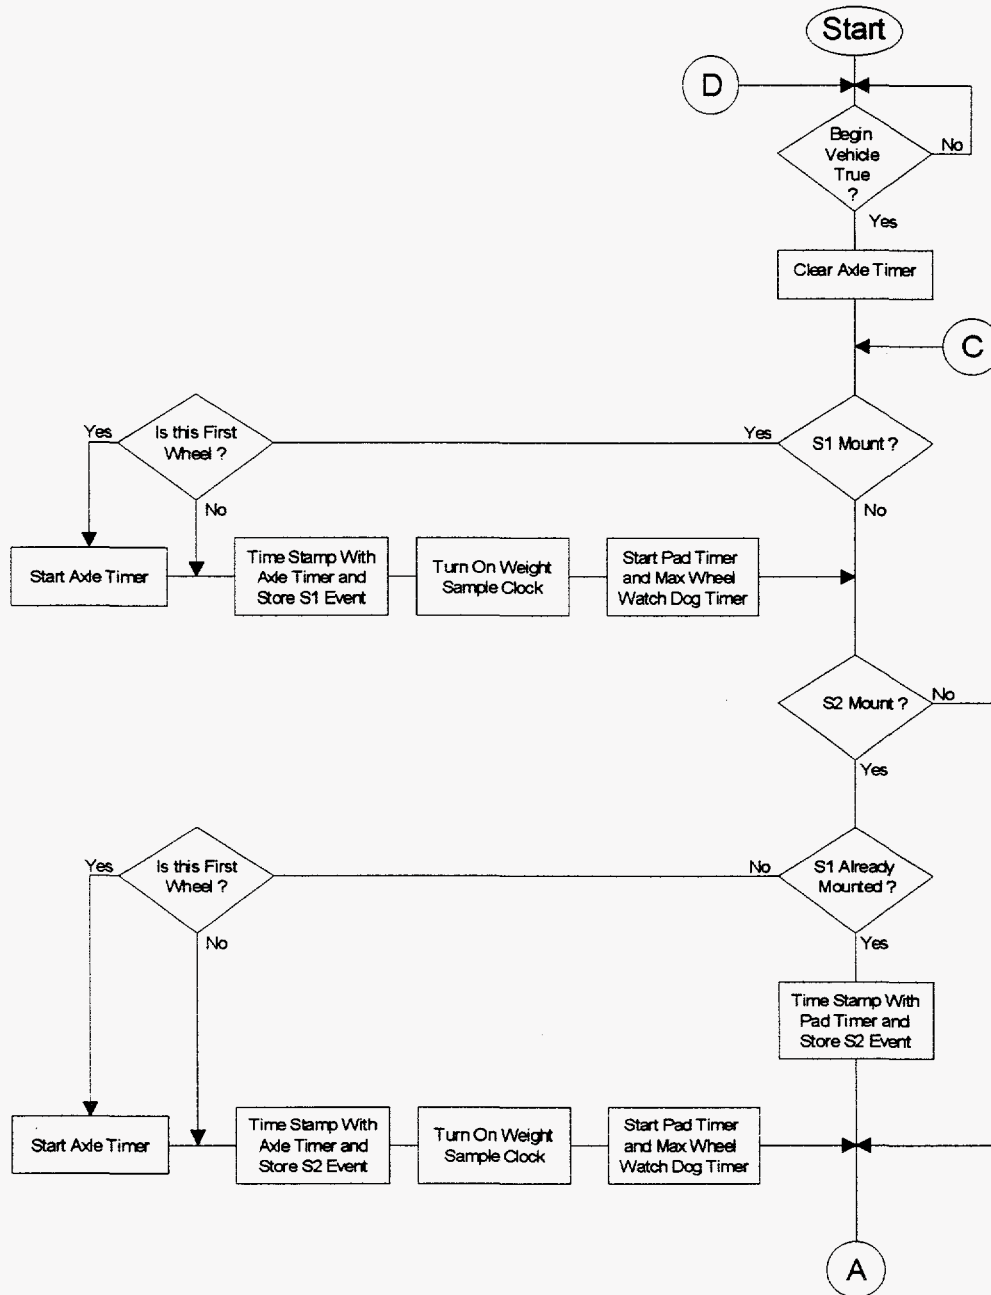 Start
D
Begin
Vehicle
True
?
No
Yes
Clear Axle Timer
C
Yes
Is this First
Wheel ?
Yes
S1 Mount ?
No
No
Start Axle Timer
Time Stamp With
Axle Timer and
Store S1 Event
Turn On Weight
Sample Clock
Start Pad Timer
and Max Wheel
Watch Dog Timer
S2 Mount ?
No
Yes
Yes
Is this First
Wheel ?
No
S1 Already
Mounted ?
No
Yes
Time Stamp With
Pad Timer and
Store S2 Event
Start Axle Timer
Time Stamp With
Axle Timer and
Store S2 Event
Turn On Weight
Sample Clock
Start Pad Timer
and Max Wheel
Watch Dog Timer
A